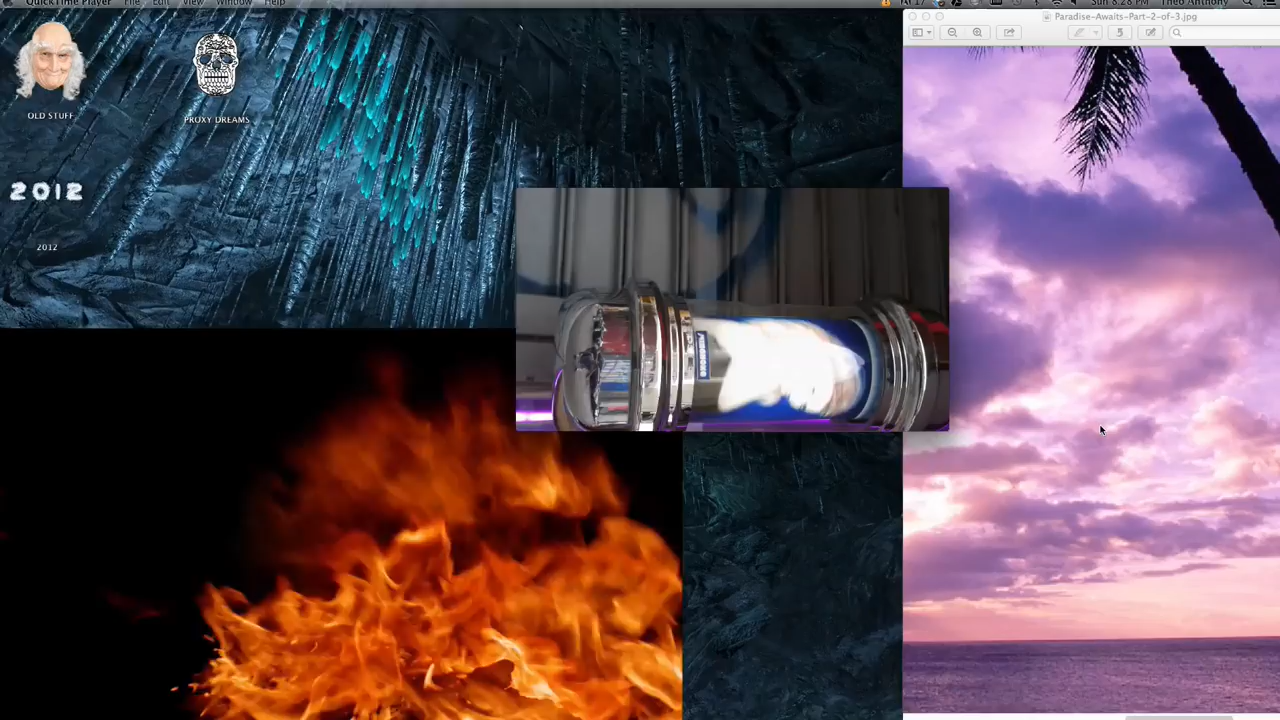 QuickTime Player File Edit View Window Help
Sun 8:28 PM Theo Anthony
Paradise-Awaits-Part-2-of-3.jpg
OLD STUFF
PROXY DREAMS
2012
2012